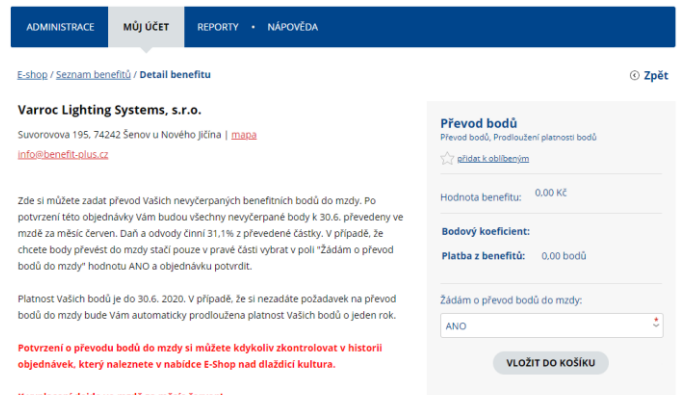 ADMINISTRACE MŮJ ÚČET REPORTY • NÁPOVĚDA
E-shop / Seznam benefitů / Detail benefitu
Zpět
Varroc Lighting Systems, s.r.o.
Suvorovova 195, 74242 Šenov u Nového Jičína | mapa
info@benefit-plus.cz
Zde si můžete zadat převod Vašich nevyčerpaných benefitních bodů do mzdy. Po
potvrzení této objednávky Vám budou všechny nevyčerpané body k 30.6. převedeny ve
mzdě za měsíc červen. Daň a odvody činní 31,1% z převedené částky. V případě, že
chcete body převést do mzdy stačí pouze v pravé části vybrat v poli "Žádám o převod
bodů do mzdy" hodnotu ANO a objednávku potvrdit.
Platnost Vašich bodů je do 30.6. 2020. V případě, že si nezadáte požadavek na převod
bodů do mzdy bude Vám automaticky prodloužena platnost Vašich bodů o jeden rok.
Potvrzení o převodu bodů do mzdy si můžete kdykoliv zkontrolovat v historii
objednávek, který naleznete v nabídce E-Shop nad dlaždicí kultura.
Převod bodů
Převod bodů, Prodloužení platnosti bodů
přidat k oblíbeným
Hodnota benefitu: 0,00 Kč
Bodový koeficient:
Platba z benefitů: 0,00 bodů
Žádám o převod bodů do mzdy:
ANO *
VLOŽIT DO KOŠÍKU